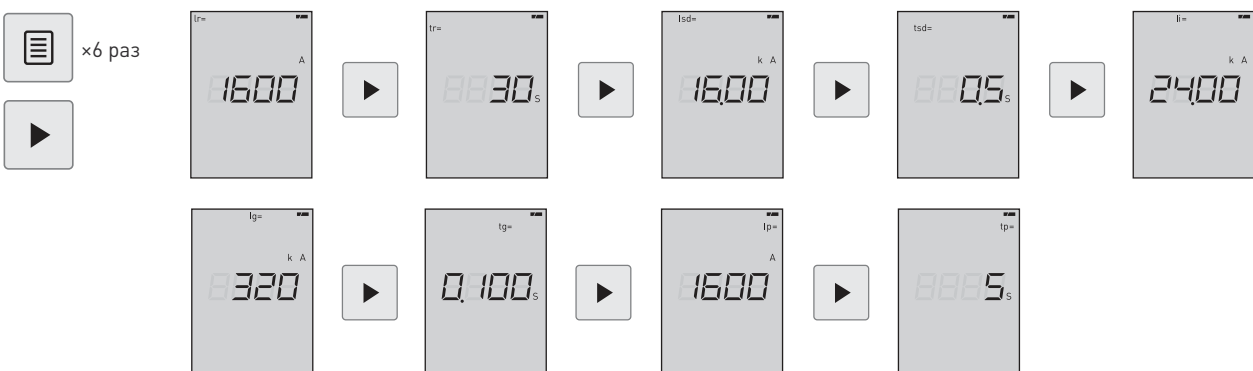 ×6 раз
Ir=
A
1600
tr=
30 s
Isd=
k A
16.00
tsd=
0.5 s
Ii=
k A
24.00
Ig=
k A
320
tg=
0.100 s
Ip=
A
1600
tp=
5 s